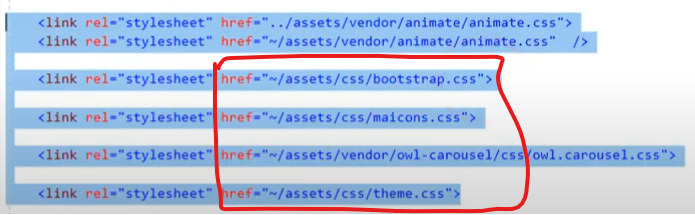 <link rel="stylesheet" href="../assets/vendor/animate/animate.css">
<link rel="stylesheet" href="~/assets/vendor/animate/animate.css" />
<link rel="stylesheet" href="~/assets/css/bootstrap.css">
<link rel="stylesheet" href="~/assets/css/maicons.css">
<link rel="stylesheet" href="~/assets/vendor/owl-carousel/css/owl.carousel.css">
<link rel="stylesheet" href="~/assets/css/theme.css">